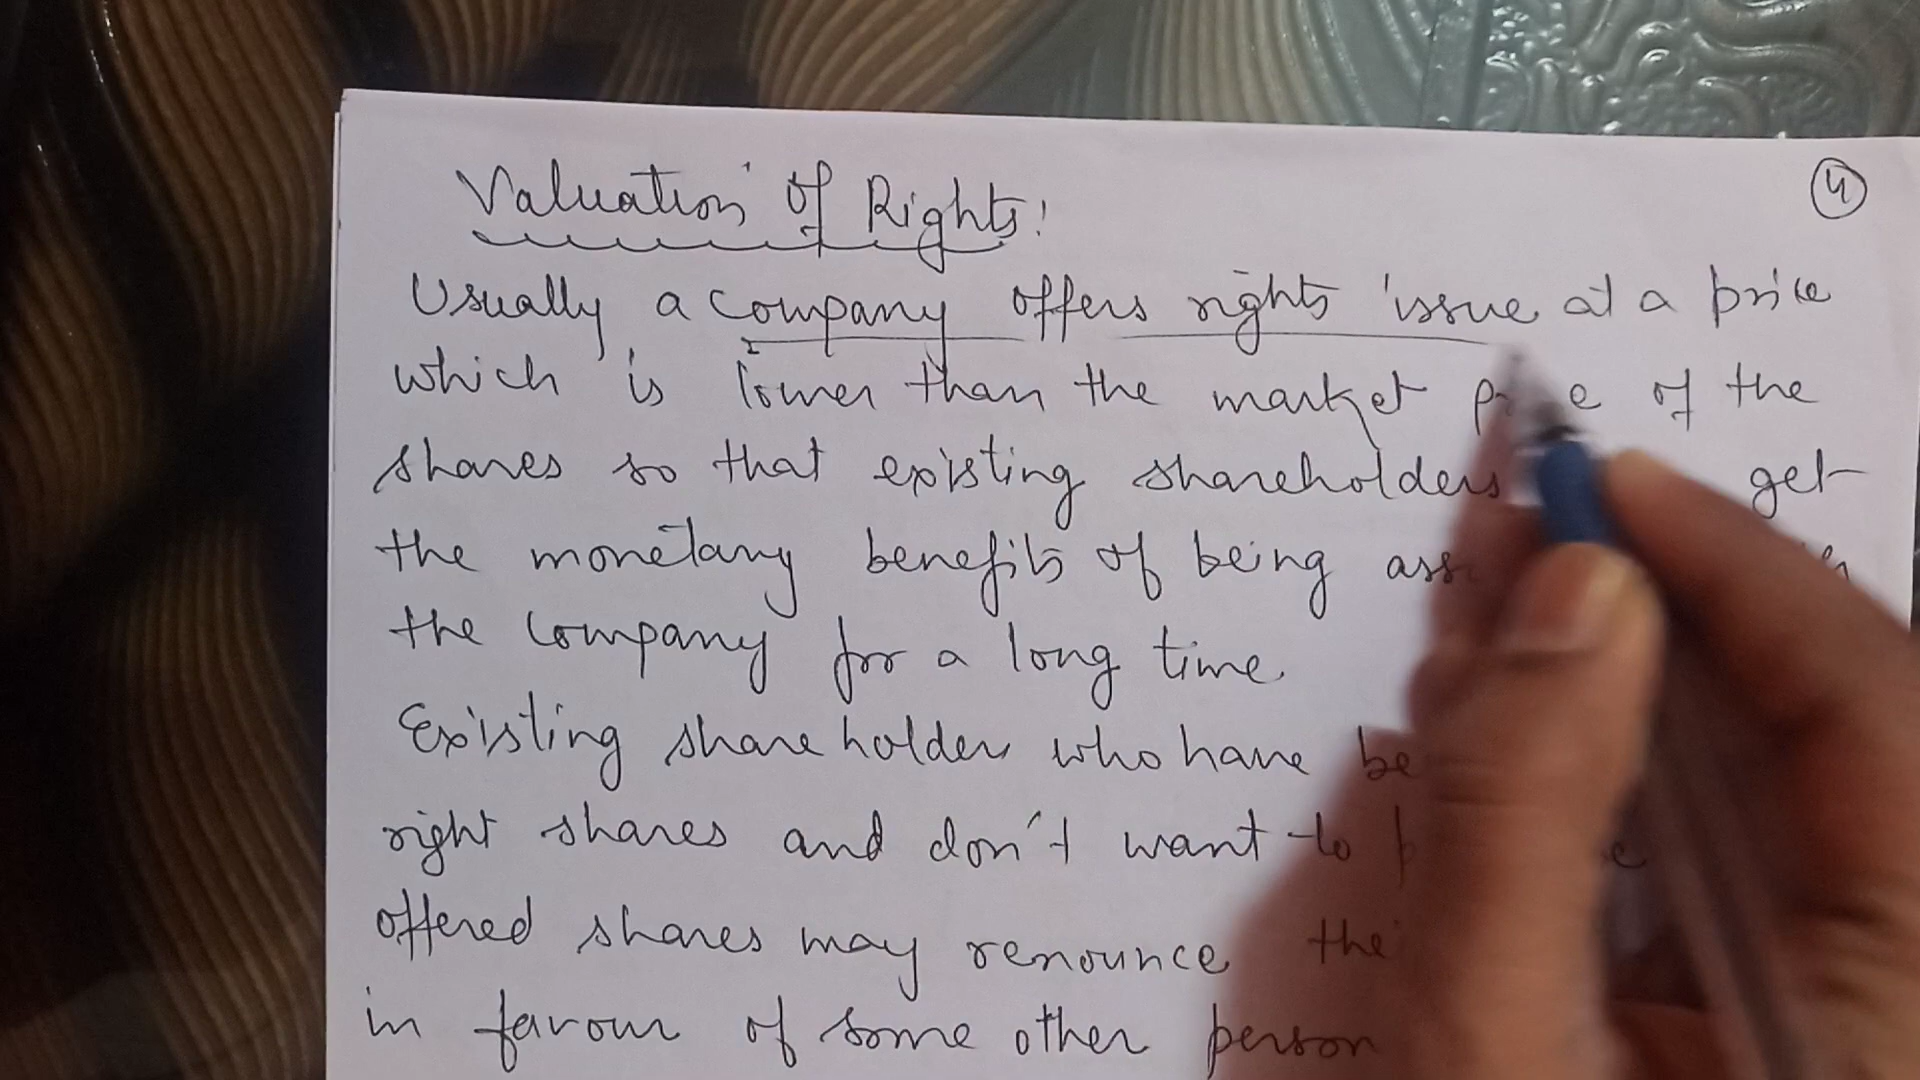 4
Valuation of Rights:
Usually a company offers rights issue at a price
which is lower than the market of the
shares so that existing shareholders get
the monetary benefits of being
the company for a long time.
Existing shareholder who have
right shares and don't want to
offered shares may renounce
in favour of some other person